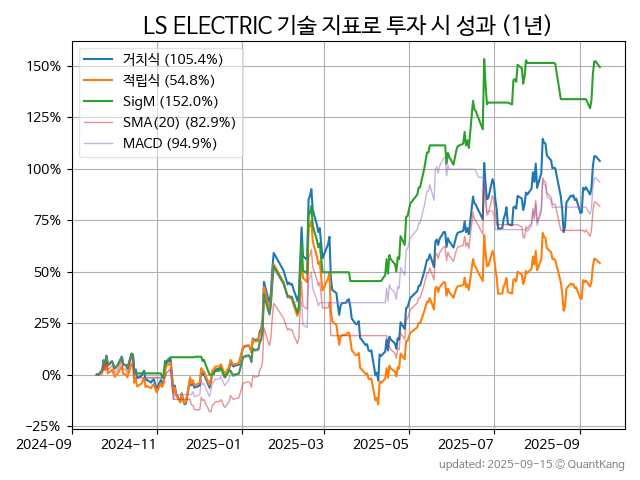 LS ELECTRIC 기술 지표로 투자 시 성과 (1년)
거치식 (105.4%)
적립식 (54.8%)
SigM (152.0%)
SMA(20) (82.9%)
MACD (94.9%)
150%
125%
100%
75%
50%
25%
0%
−25%
2024-09
2024-11
2025-01
2025-03
2025-05
2025-07
2025-09
updated: 2025-09-15 © QuantKang